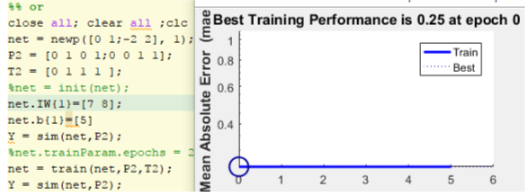 %% or
close all; clear all ;clc
net = newp([0 1;-2 2], 1);
P2 = [0 1 0 1;0 0 1 1];
T2 = [0 1 1 1 ];
%net = init(net);
net.IW{1}=[7 8];
net.b{1}=[5]
Y = sim(net,P2);
%net.trainParam.epochs = 2
net = train(net,P2,T2);
Y = sim(net,P2);
Best Training Performance is 0.25 at epoch 0
Mean Absolute Error (mae
1
0.8
0.6
0.4
Train
Best
0 1 2 3 4 5 6